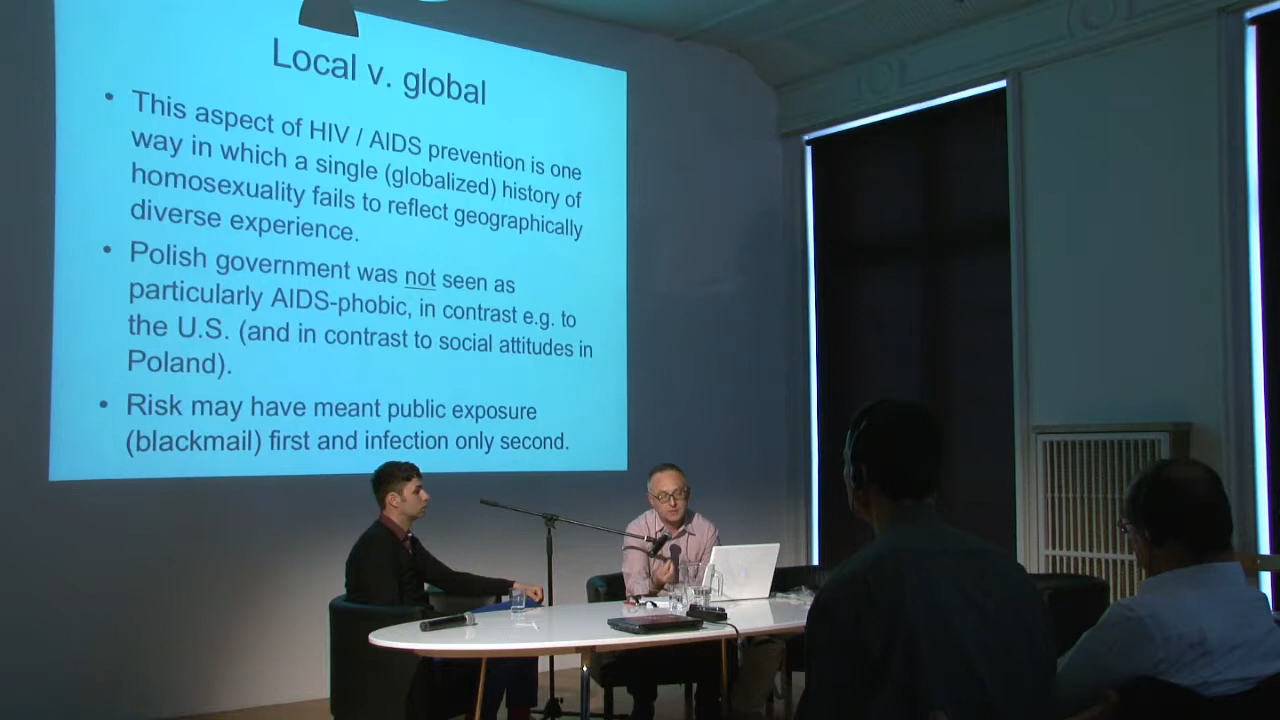 Local v. global
• This aspect of HIV / AIDS prevention is one
way in which a single (globalized) history of
homosexuality fails to reflect geographically
diverse experience.
• Polish government was not seen as
particularly AIDS-phobic, in contrast e.g. to
the U.S. (and in contrast to social attitudes in
Poland).
• Risk may have meant public exposure
(blackmail) first and infection only second.